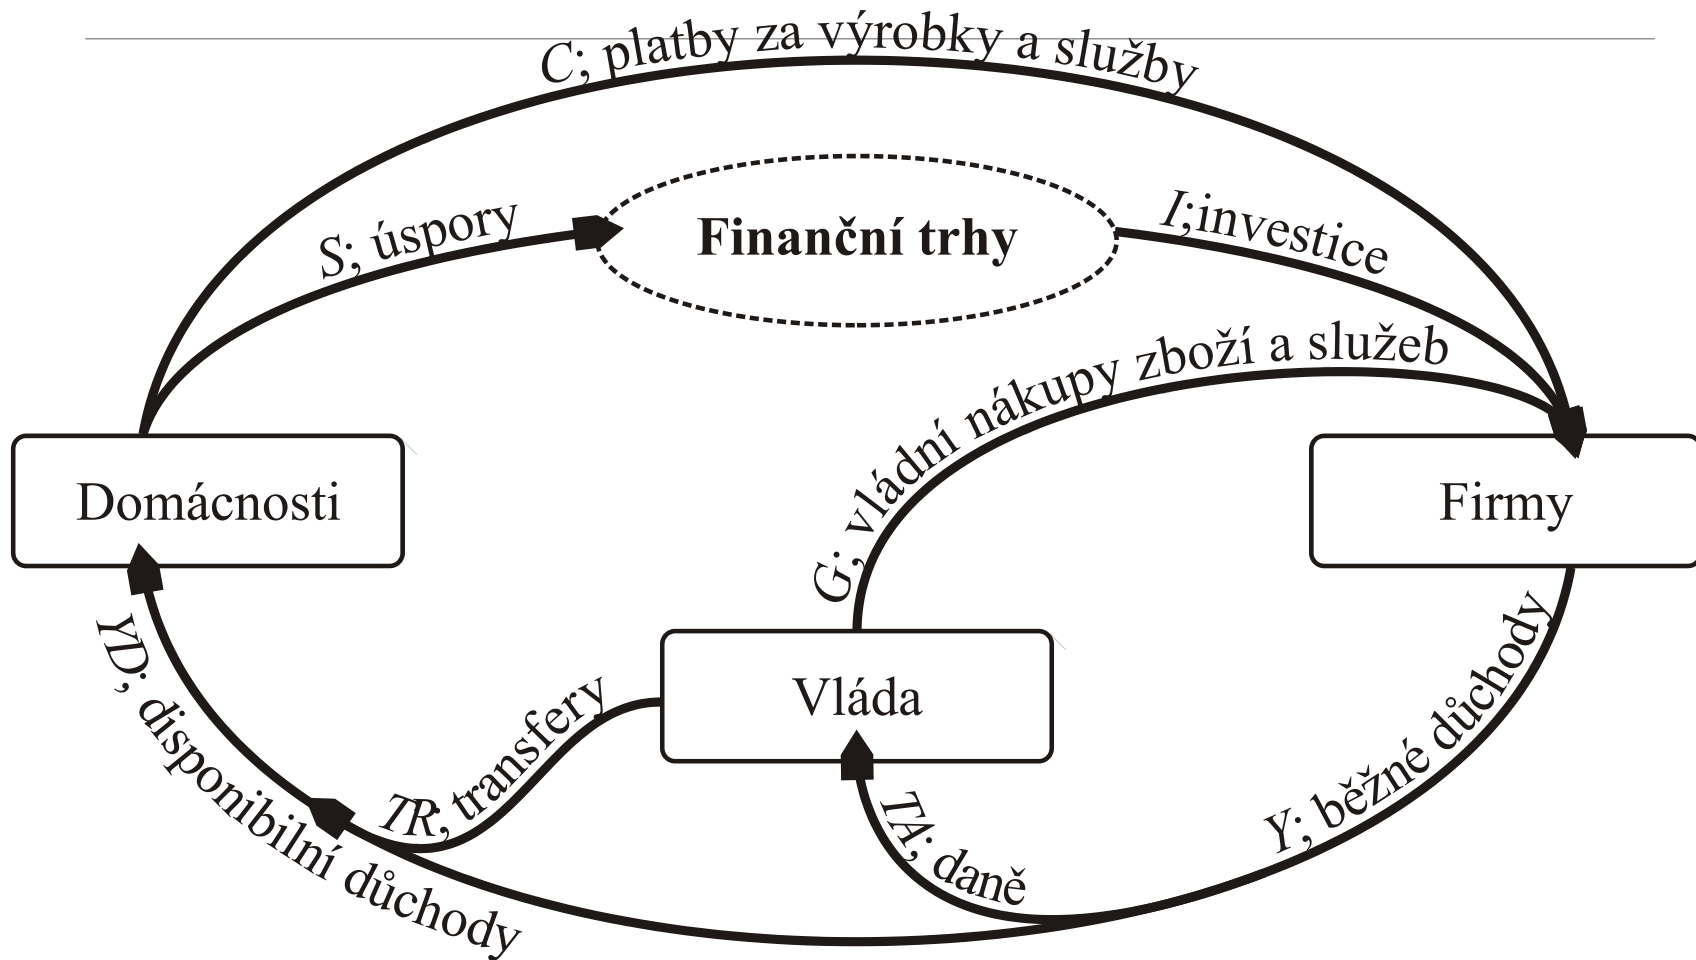 C; platby za výrobky a služby
S; úspory
Finanční trhy
I;investice
G; vládní nákupy zboží a služeb
Domácnosti
Firmy
Vláda
YD; disponibilní důchody
TR; transfery
TA; daně
Y; běžné důchody